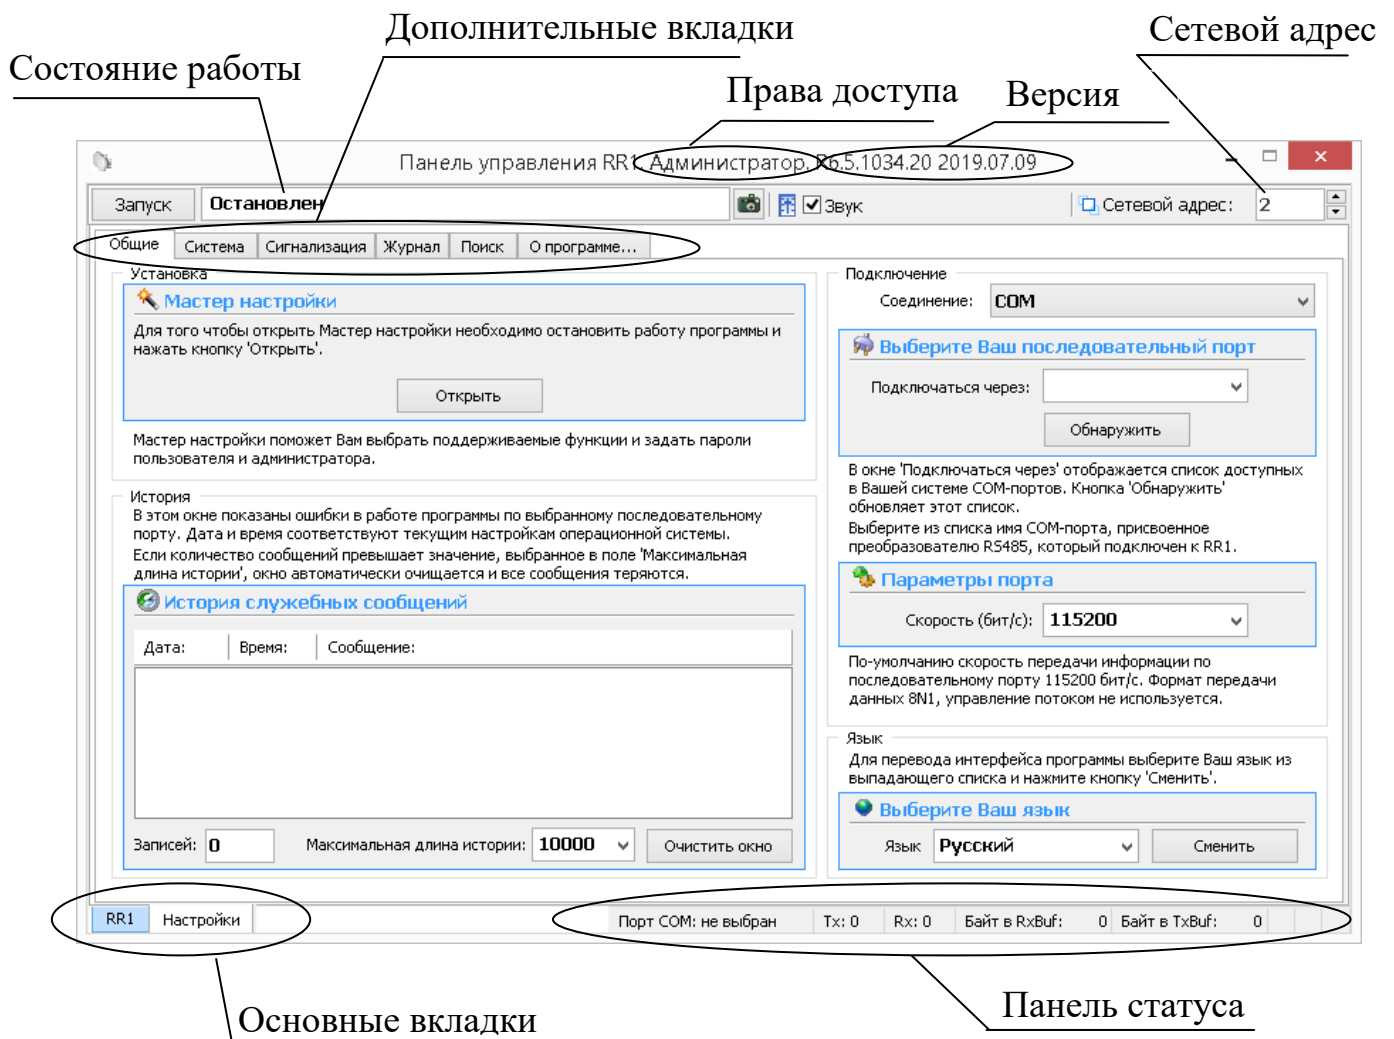 Дополнительные вкладки
Сетевой адрес
Состояние работы
Права доступа
Версия
Панель управления RR1, Администратор, R6.5.1034.20 2019.07.09
Запуск
Остановлен
Звук
Сетевой адрес:
2
Общие
Система
Сигнализация
Журнал
Поиск
О программе...
Установка
Мастер настройки
Для того чтобы открыть Мастер настройки необходимо остановить работу программы и
нажать кнопку 'Открыть'.
Открыть
Мастер настройки поможет Вам выбрать поддерживаемые функции и задать пароли
пользователя и администратора.
История
В этом окне показаны ошибки в работе программы по выбранному последовательному
порту. Дата и время соответствуют текущим настройкам операционной системы.
Если количество сообщений превышает значение, выбранное в поле 'Максимальная
длина истории', окно автоматически очищается и все сообщения теряются.
История служебных сообщений
Дата:
Время:
Сообщение:
Записей:
0
Максимальная длина истории:
10000
Очистить окно
Подключение
Соединение:
COM
Выберите Ваш последовательный порт
Подключаться через:
Обнаружить
В окне 'Подключаться через' отображается список доступных
в Вашей системе COM-портов. Кнопка 'Обнаружить'
обновляет этот список.
Выберите из списка имя COM-порта, присвоенное
преобразователю RS485, который подключен к RR1.
Параметры порта
Скорость (бит/с):
115200
По-умолчанию скорость передачи информации по
последовательному порту 115200 бит/с. Формат передачи
данных 8N1, управление потоком не используется.
Язык
Для перевода интерфейса программы выберите Ваш язык из
выпадающего списка и нажмите кнопку 'Сменить'.
Выберите Ваш язык
Язык
Русский
Сменить
RR1
Настройки
Порт COM: не выбран
Tx: 0
Rx: 0
Байт в RxBuf: 0
Байт в TxBuf: 0
Панель статуса
Основные вкладки